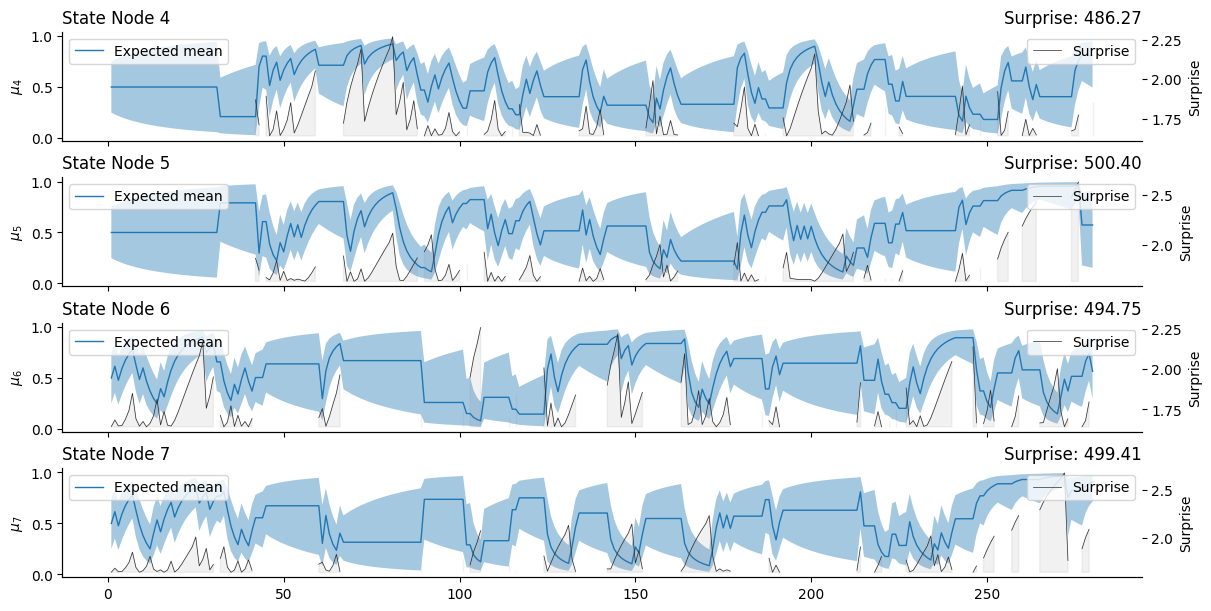 State Node 4 Surprise: 486.27
1.0 Expected mean Surprise 2.25
0.5 2.00
0.0 1.75
μ4 Surprise
State Node 5 Surprise: 500.40
1.0 Expected mean Surprise 2.5
0.5 2.0
0.0
μ5 Surprise
State Node 6 Surprise: 494.75
1.0 Expected mean Surprise 2.25
0.5 2.00
0.0 1.75
μ6 Surprise
State Node 7 Surprise: 499.41
1.0 Expected mean Surprise 2.5
0.5 2.0
0.0
μ7 Surprise
0 50 100 150 200 250